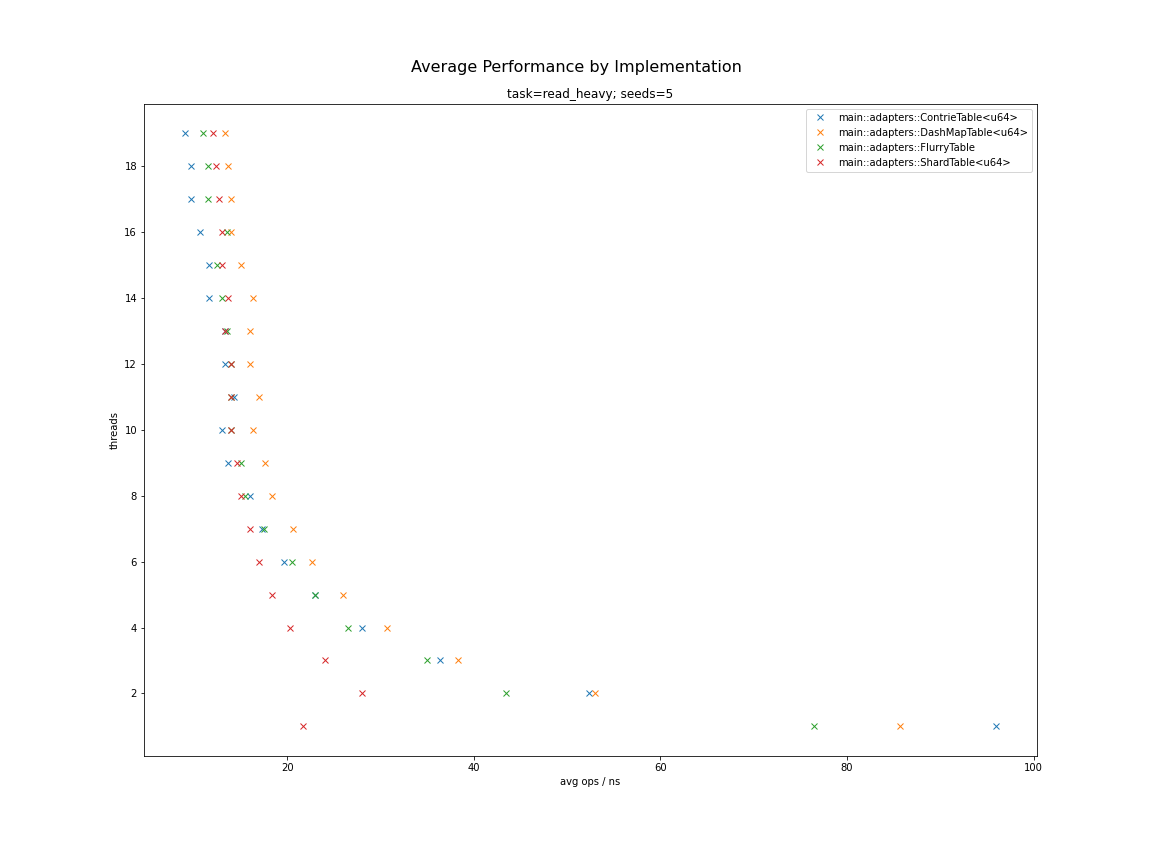 Average Performance by Implementation
task=read_heavy; seeds=5
main::adapters::ContrieTable<u64>
main::adapters::DashMapTable<u64>
main::adapters::FlurryTable
main::adapters::ShardTable<u64>
18
16
14
12
10
8
6
4
2
threads
20 40 60 80 100
avg ops / ns